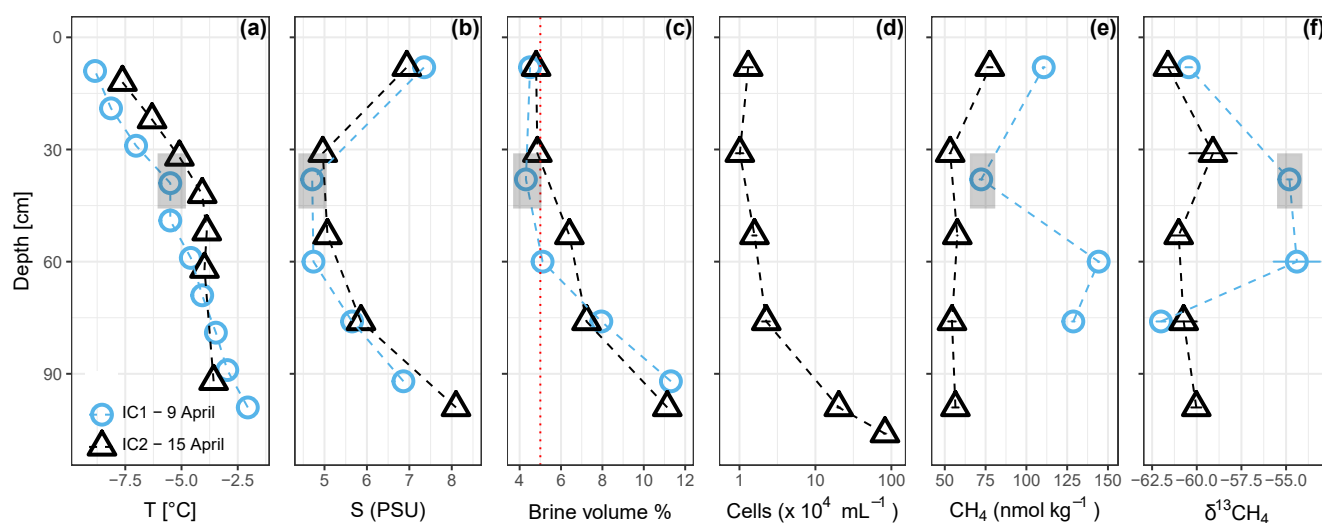 (a) (b) (c) (d) (e) (f)
0
30
60
90
Depth [cm]
IC1 − 9 April
IC2 − 15 April
−7.5 −5.0 −2.5
5 6 7 8
4 6 8 10 12
1 10 100
50 75 100 125 150
−62.5 −60.0 −57.5 −55.0
T [°C]
S (PSU)
Brine volume %
Cells (x 10⁴ mL⁻¹)
CH₄ (nmol kg⁻¹)
δ¹³CH₄